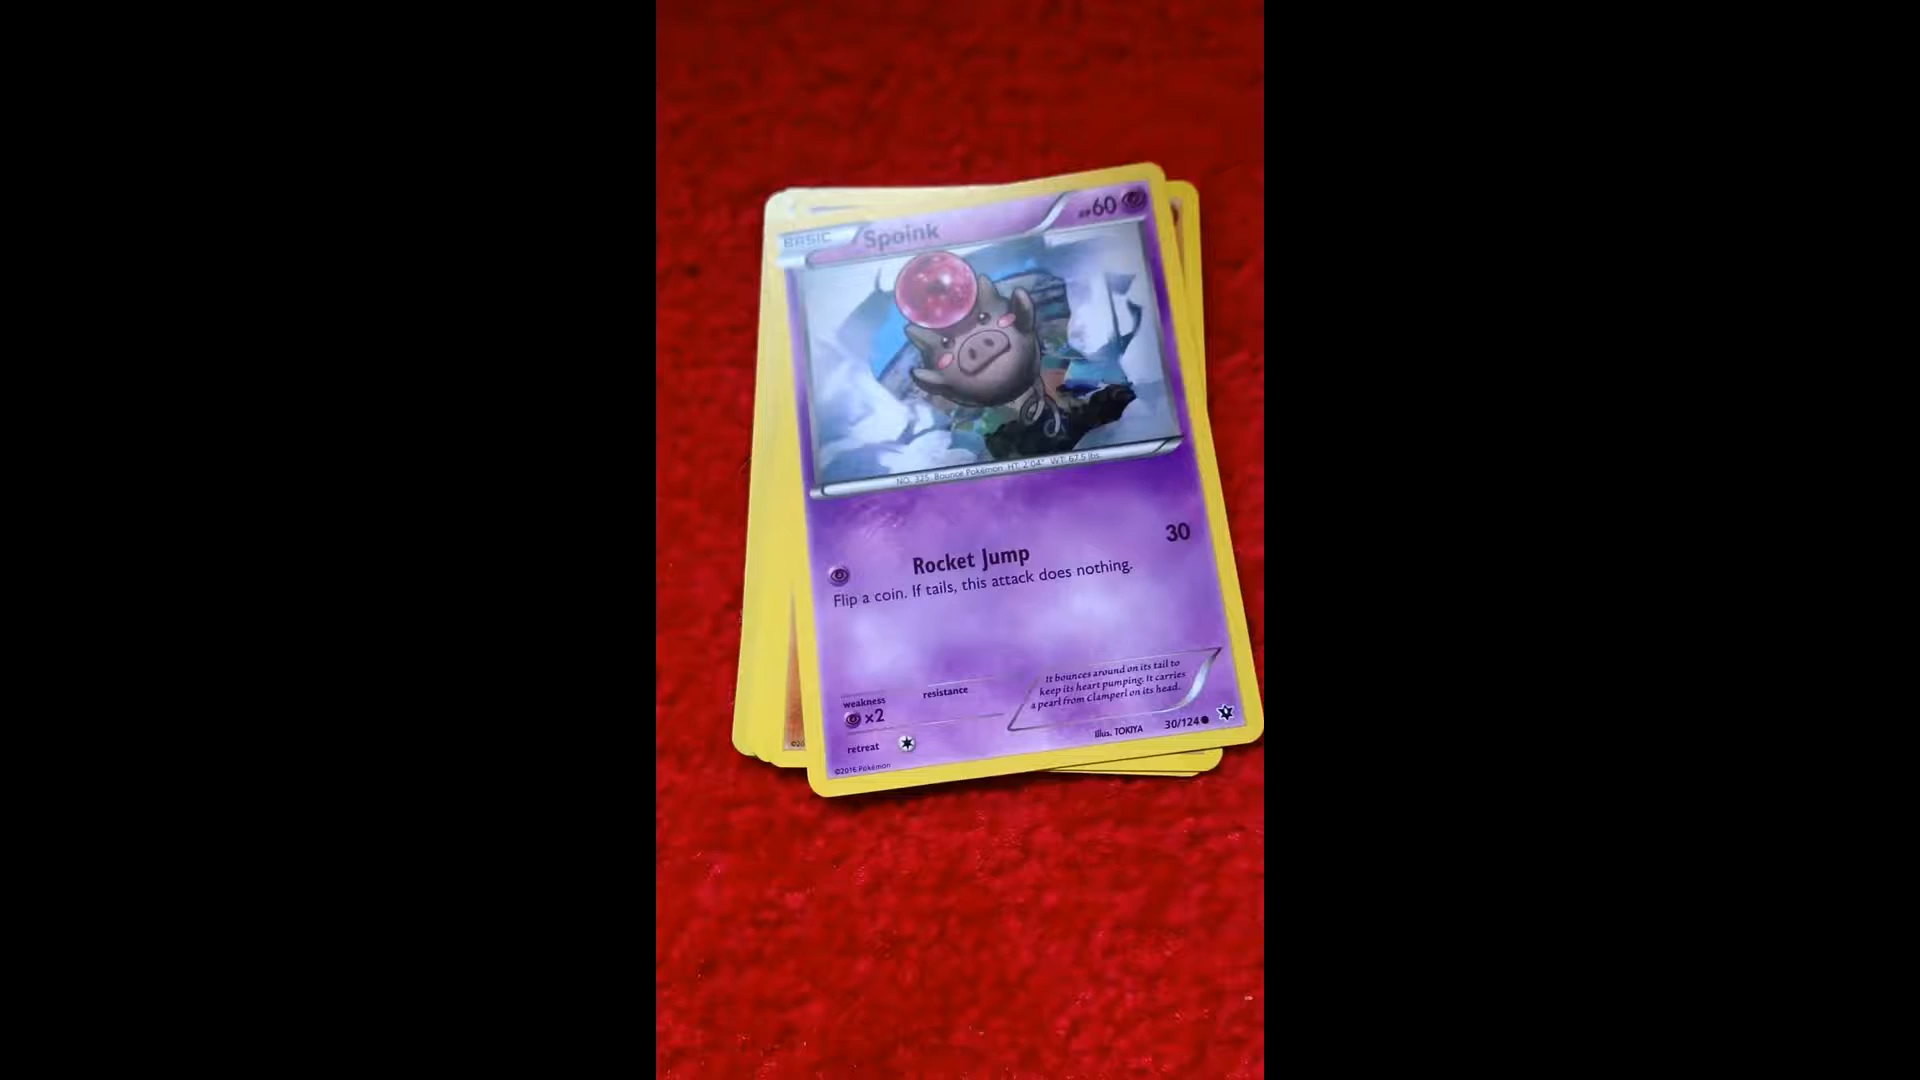 BASIC Spoink HP60
NO. 325 Bounce Pokémon HT: 2'04" WT: 67.5 lbs.
Rocket Jump 30
Flip a coin. If tails, this attack does nothing.
weakness
x2
resistance
retreat
It bounces around on its tail to
keep its heart pumping. It carries
a pearl from Clamperl on its head.
Illus. TOKIYA
30/124
©2016 Pokémon